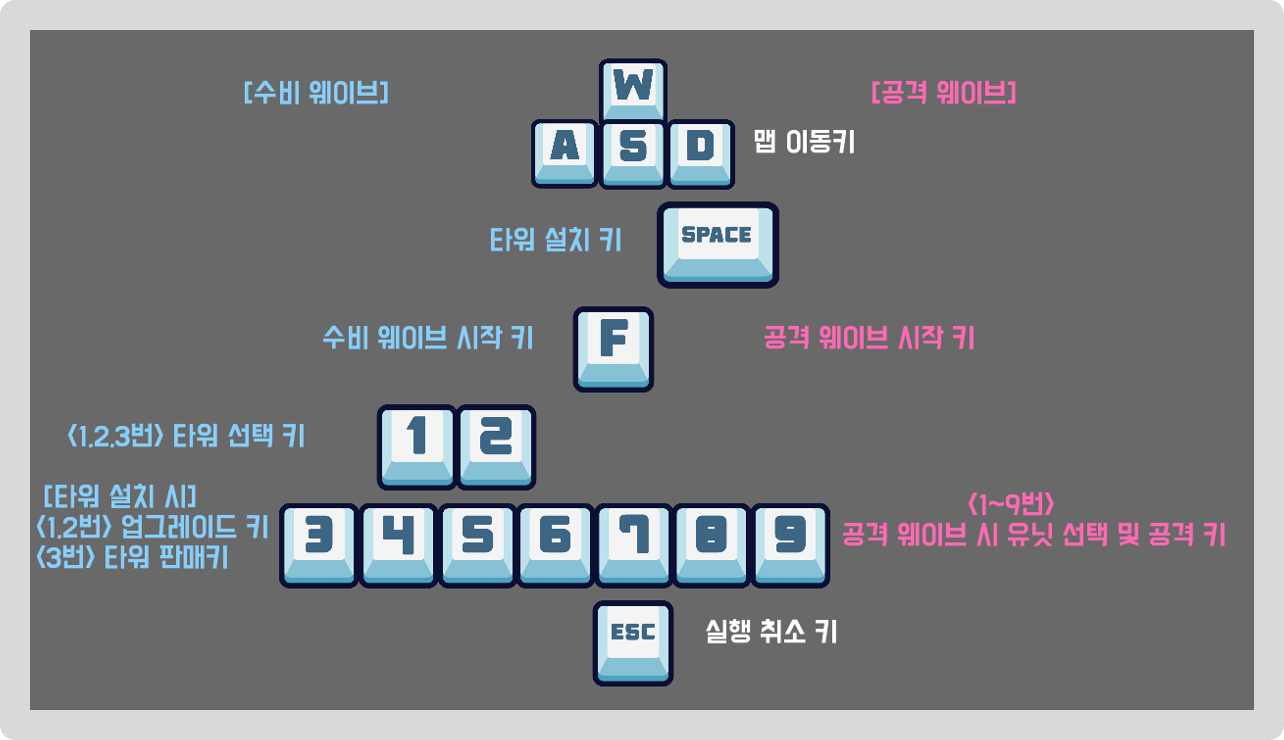 [수비 웨이브]
[공격 웨이브]
W
A S D
맵 이동키
타워 설치 키
SPACE
수비 웨이브 시작 키
F
공격 웨이브 시작 키
<1,2,3번> 타워 선택 키
1 2
[타워 설치 시]
<1,2번> 업그레이드 키
<3번> 타워 판매키
3 4 5 6 7 8 9
<1~9번>
공격 웨이브 시 유닛 선택 및 공격 키
ESC
실행 취소 키